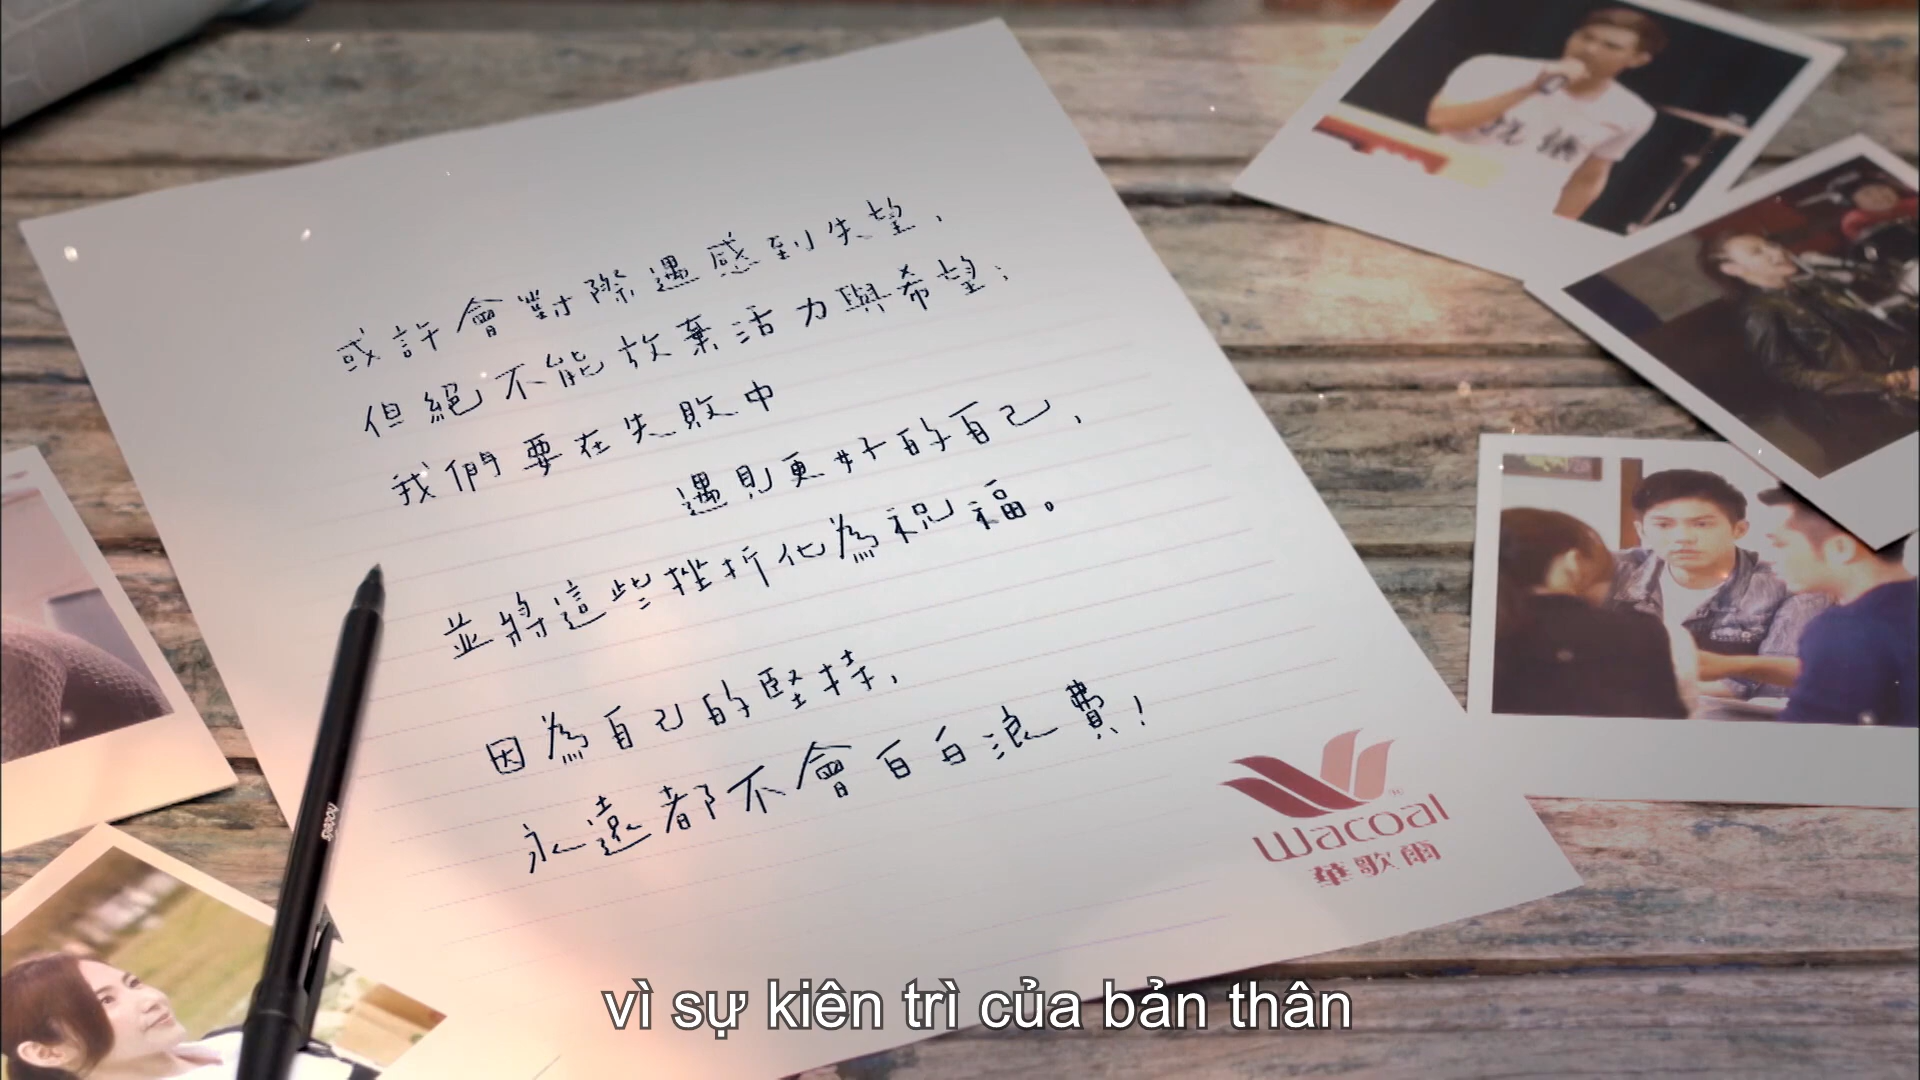 或許會對際遇感到失望，
但絕不能放棄活力與希望；
我們要在失敗中
遇見更好的自己，
並將這些挫折化為祝福。
因為自己的堅持，
永遠都不會白白浪費！
wacoal
華歌爾
vì sự kiên trì của bản thân